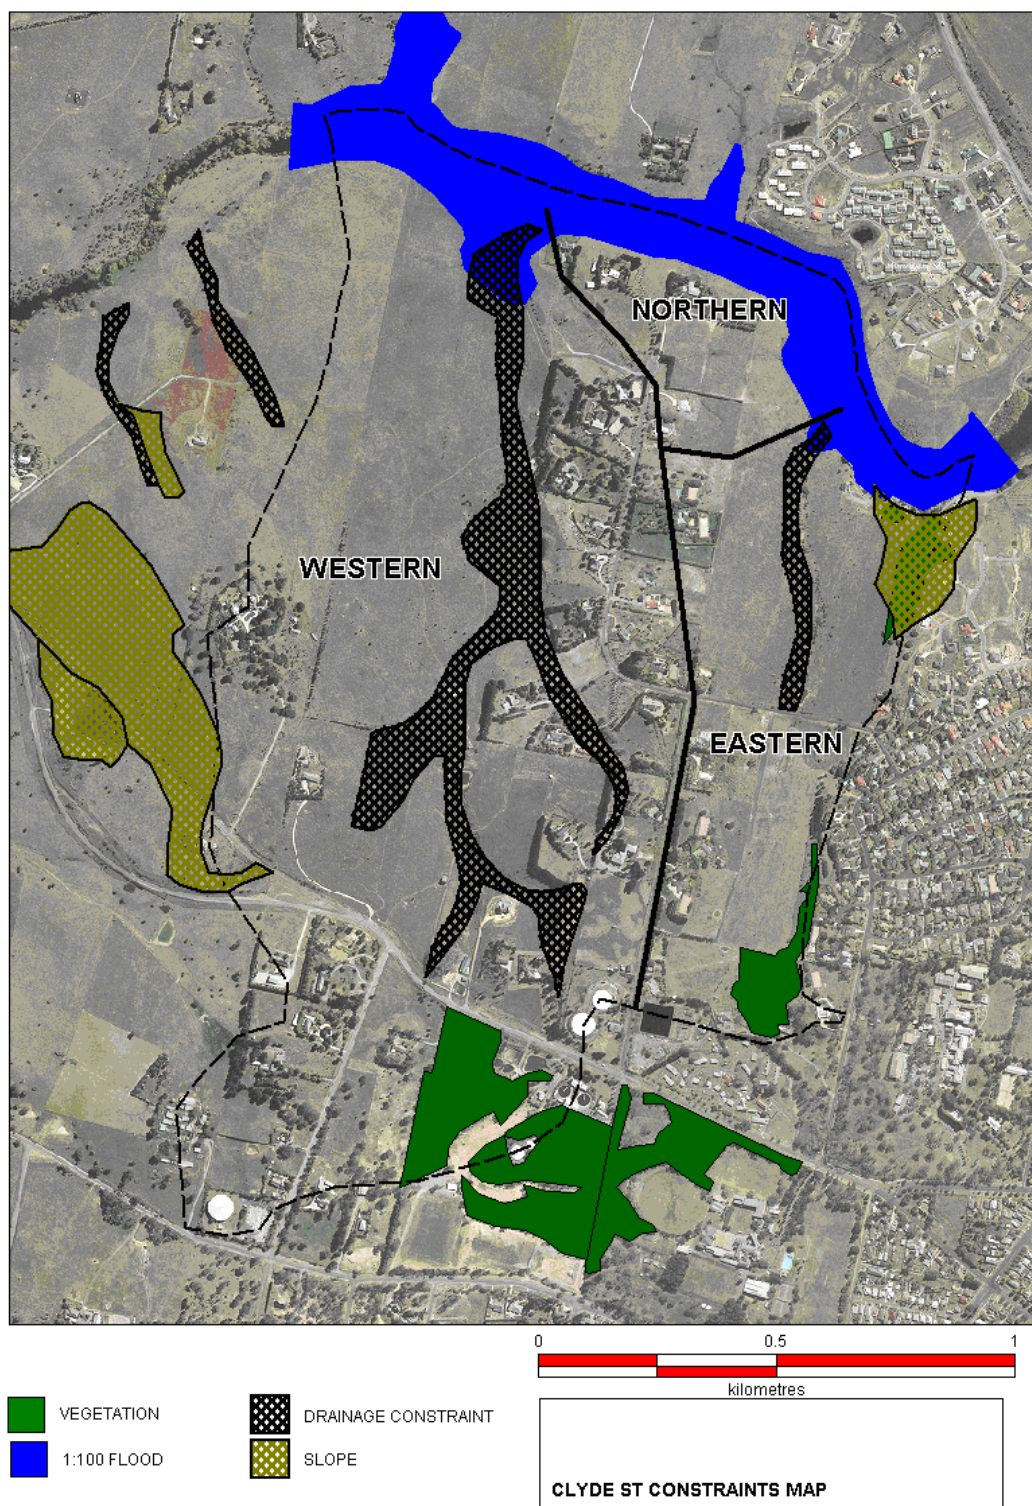 NORTHERN
WESTERN
EASTERN
0 0.5 1
kilometres
VEGETATION
DRAINAGE CONSTRAINT
1:100 FLOOD
SLOPE
CLYDE ST CONSTRAINTS MAP